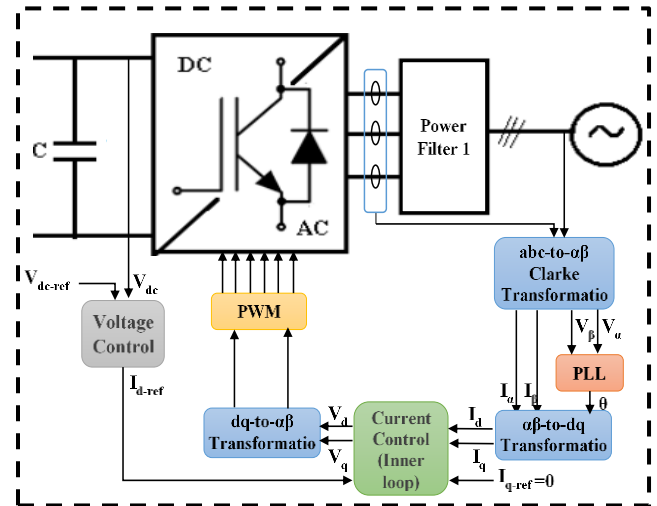 DC
C
AC
Power
Filter 1
abc-to-αβ
Clarke
Transformatio
V_dc-ref
V_dc
PWM
V_β
V_α
Voltage
Control
PLL
I_d-ref
I_α
I_β
θ
dq-to-αβ
Transformatio
V_d
V_q
Current
Control
(Inner
loop)
I_d
I_q
αβ-to-dq
Transformatio
I_q-ref=0